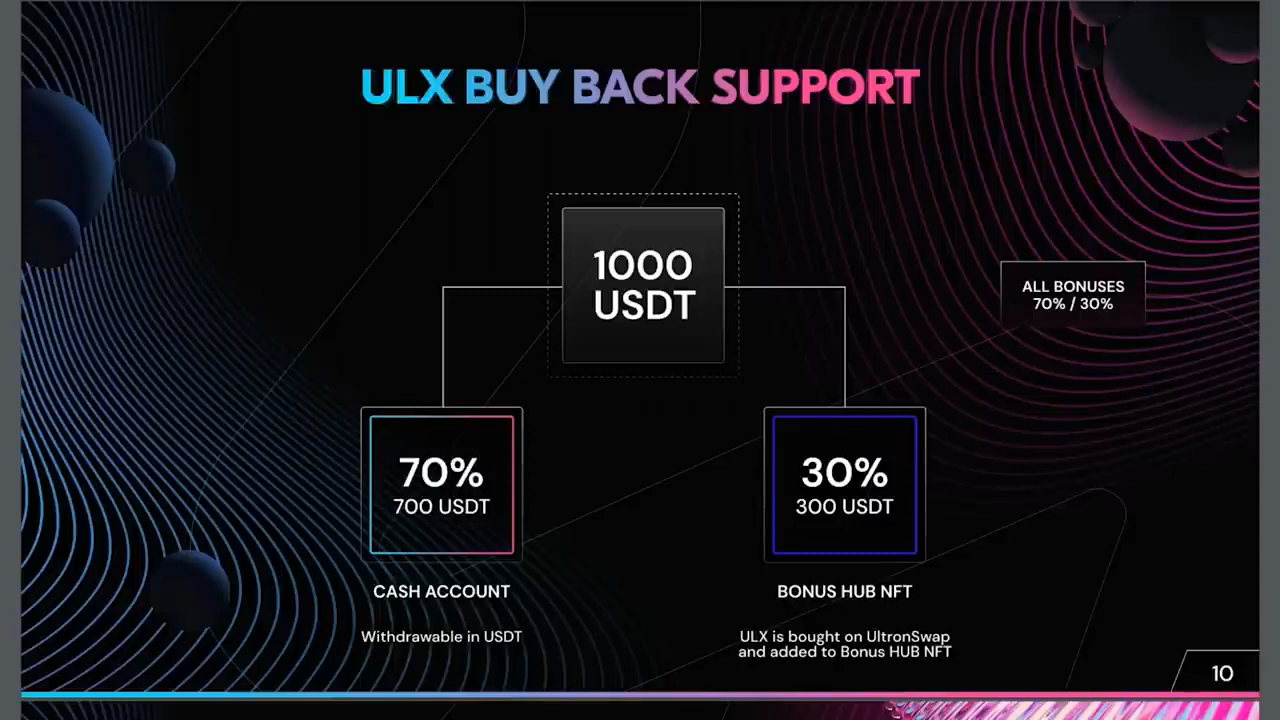 ULX BUY BACK SUPPORT
1000
USDT
ALL BONUSES
70% / 30%
70%
700 USDT
30%
300 USDT
CASH ACCOUNT
BONUS HUB NFT
Withdrawable in USDT
ULX is bought on UltronSwap
and added to Bonus HUB NFT
10